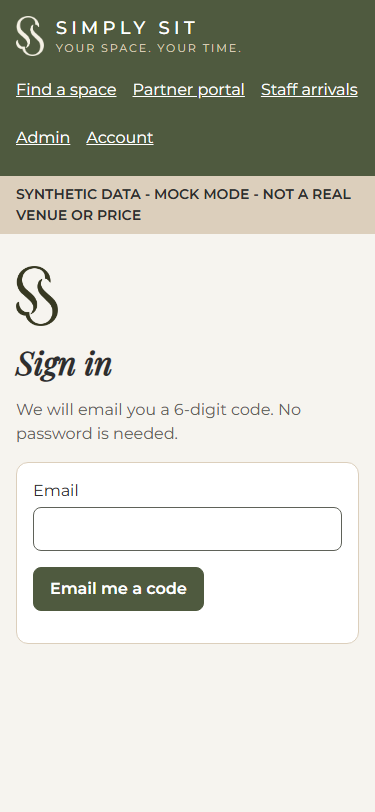 SIMPLY SIT
YOUR SPACE. YOUR TIME.
Find a space Partner portal Staff arrivals
Admin Account
SYNTHETIC DATA - MOCK MODE - NOT A REAL
VENUE OR PRICE
Sign in
We will email you a 6-digit code. No
password is needed.
Email
Email me a code